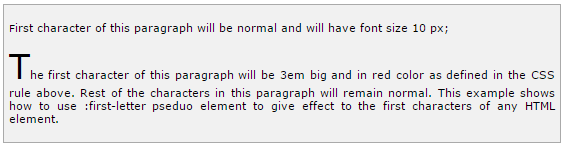 First character of this paragraph will be normal and will have font size 10 px;
The first character of this paragraph will be 3em big and in red color as defined in the CSS
rule above. Rest of the characters in this paragraph will remain normal. This example shows
how to use :first-letter pseduo element to give effect to the first characters of any HTML
element.